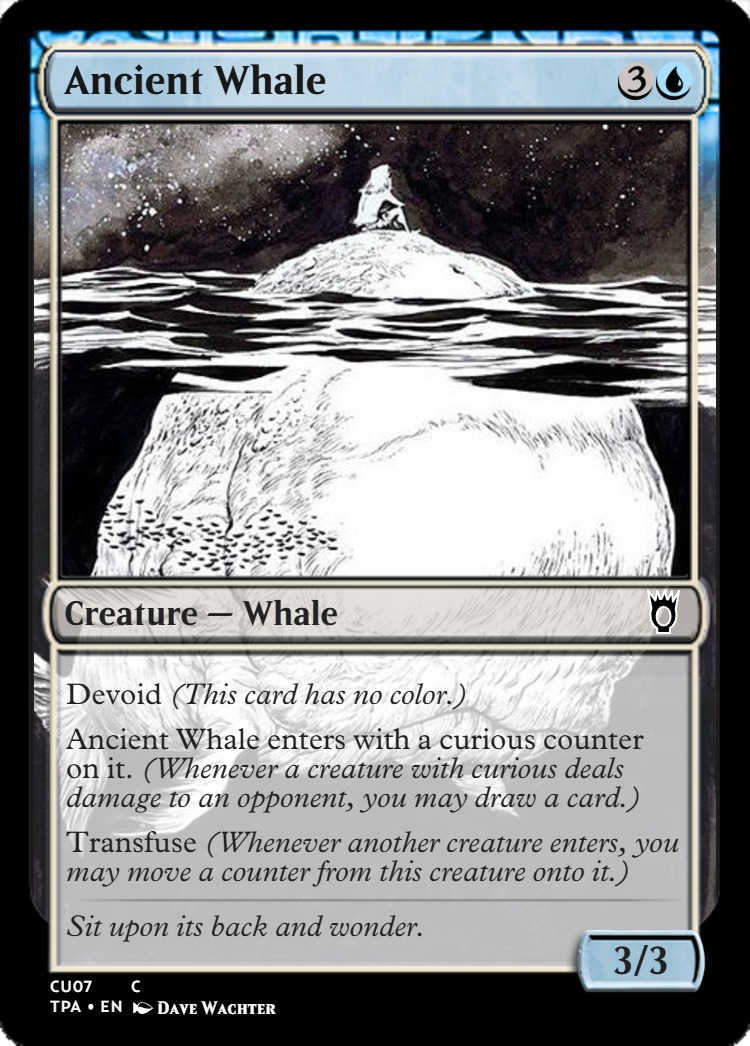 Ancient Whale 3
Creature — Whale
Devoid (This card has no color.)
Ancient Whale enters with a curious counter
on it. (Whenever a creature with curious deals
damage to an opponent, you may draw a card.)
Transfuse (Whenever another creature enters, you
may move a counter from this creature onto it.)
Sit upon its back and wonder.
3/3
CU07 C
TPA • EN Dave Wachter